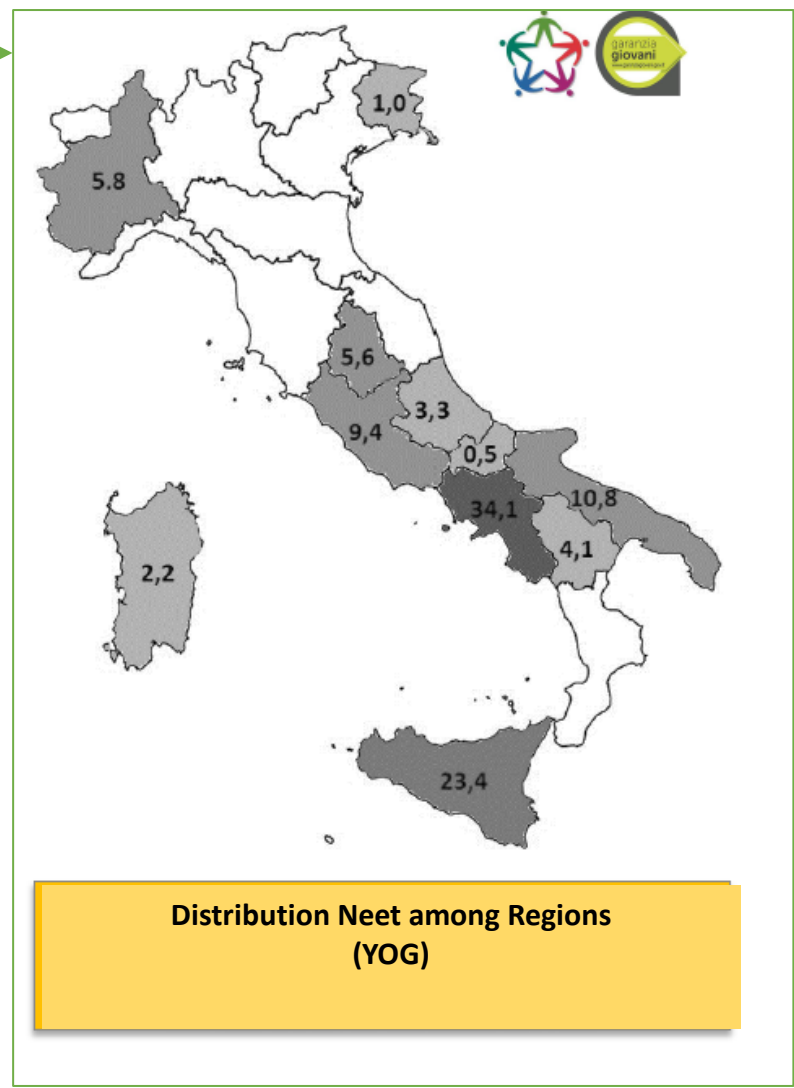 garanzia
giovani
1,0
5.8
5,6
3,3
9,4
0,5
10,8
34,1
4,1
2,2
23,4
Distribution Neet among Regions
(YOG)